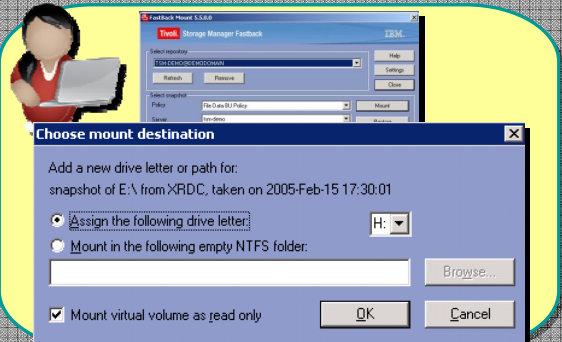 FastBack Mount 5.5.0.0
Tivoli. Storage Manager Fastback IBM.
Select repository
TSM-DEMO@DEMODOMAIN
Help
Refresh Remove
Settings
Close
Select snapshot
Policy File Data BU Policy Mount
Server tsm-demo
Choose mount destination
Add a new drive letter or path for:
snapshot of E:\ from XRDC, taken on 2005-Feb-15 17:30:01
Assign the following drive letter: H:
Mount in the following empty NTFS folder:
Browse...
Mount virtual volume as read only OK Cancel